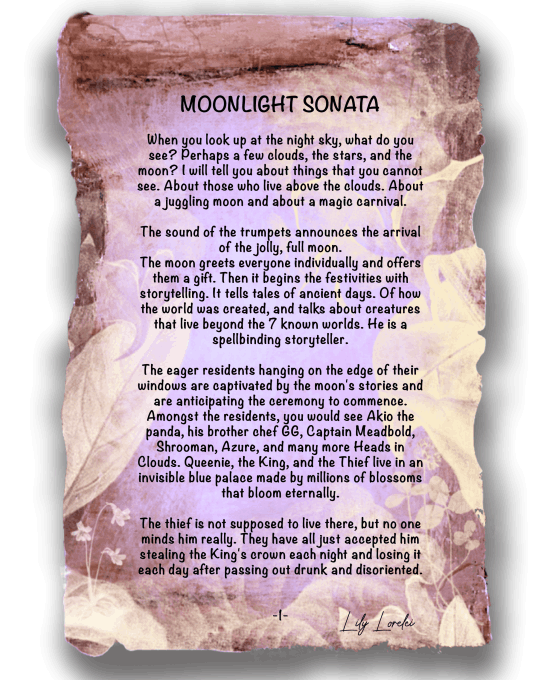 MOONLIGHT SONATA
When you look up at the night sky, what do you
see? Perhaps a few clouds, the stars, and the
moon? I will tell you about things that you cannot
see. About those who live above the clouds. About
a juggling moon and about a magic carnival.
The sound of the trumpets announces the arrival
of the jolly, full moon.
The moon greets everyone individually and offers
them a gift. Then it begins the festivities with
storytelling. It tells tales of ancient days. Of how
the world was created, and talks about creatures
that live beyond the 7 known worlds. He is a
spellbinding storyteller.
The eager residents hanging on the edge of their
windows are captivated by the moon's stories and
are anticipating the ceremony to commence.
Amongst the residents, you would see Akio the
panda, his brother chef GG, Captain Meadbold,
Shrooman, Azure, and many more Heads in
Clouds. Queenie, the King, and the Thief live in an
invisible blue palace made by millions of blossoms
that bloom eternally.
The thief is not supposed to live there, but no one
minds him really. They have all just accepted him
stealing the King's crown each night and losing it
each day after passing out drunk and disoriented.
-1-
Lily Lorelei